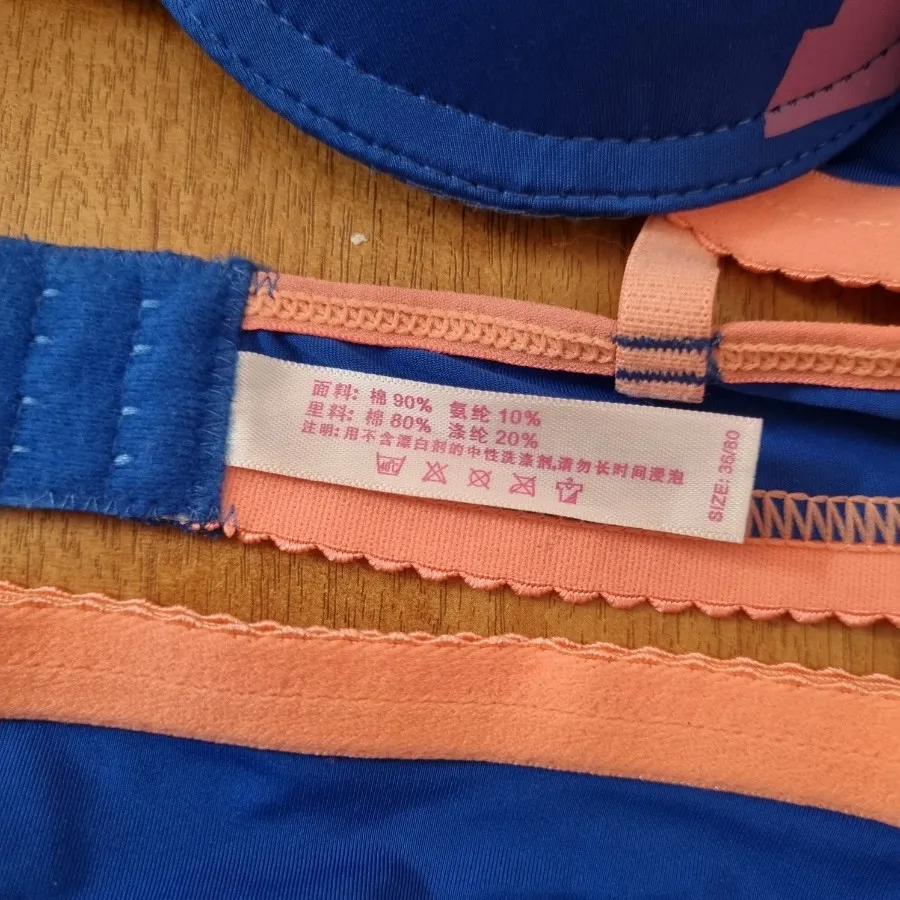 面料: 棉 90% 氨纶 10%
里料: 棉 80% 涤纶 20%
注明: 用不含漂白剂的中性洗涤剂,请勿长时间浸泡
SIZE: 36/80